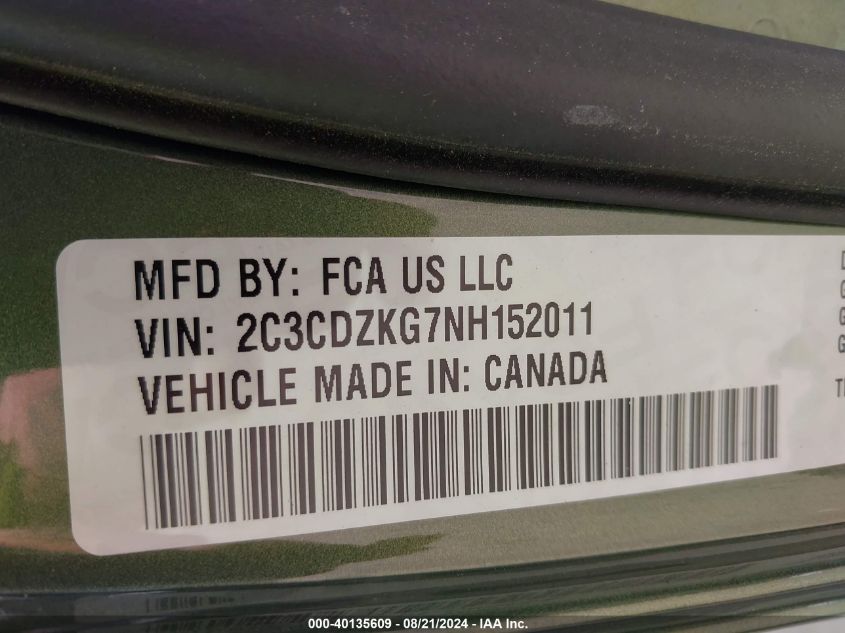 MFD BY: FCA US LLC
VIN: 2C3CDZKG7NH152011
VEHICLE MADE IN: CANADA
000-40135609 - 08/21/2024 - IAA Inc.